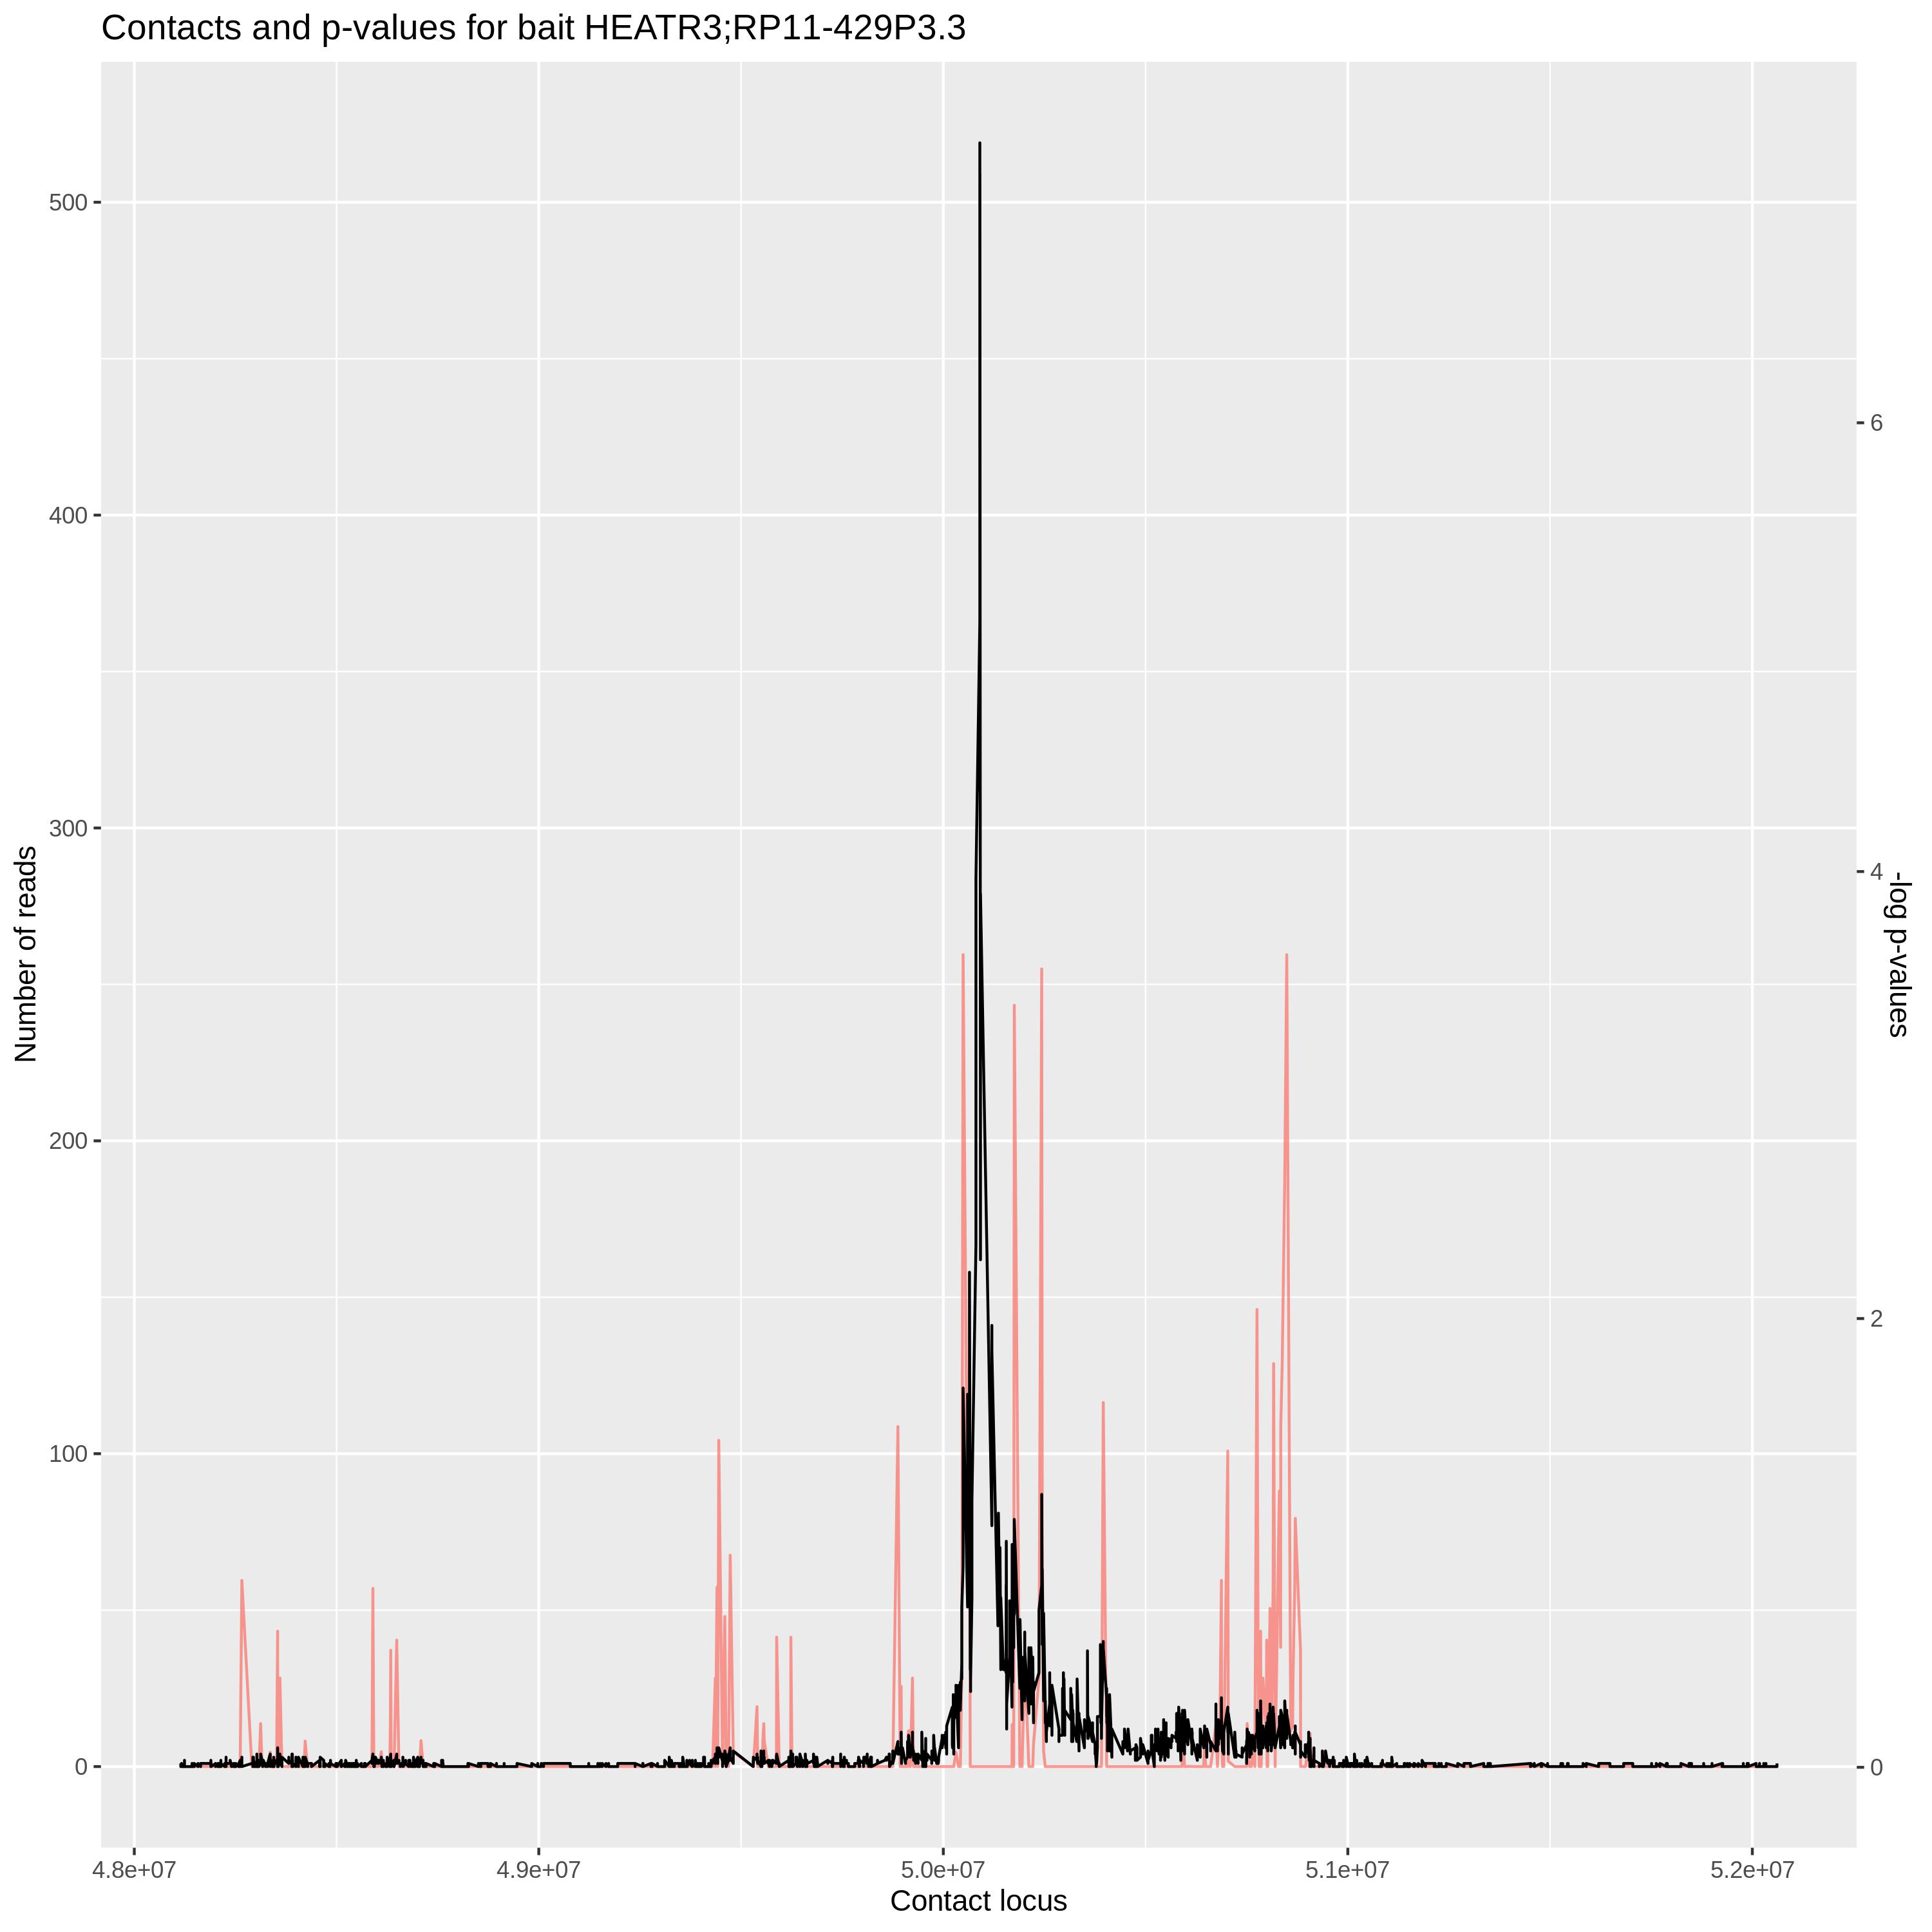 Contacts and p-values for bait HEATR3;RP11-429P3.3
500
400
300
200
100
0
Number of reads
6
4
2
0
-log p-values
4.8e+07 4.9e+07 5.0e+07 5.1e+07 5.2e+07
Contact locus